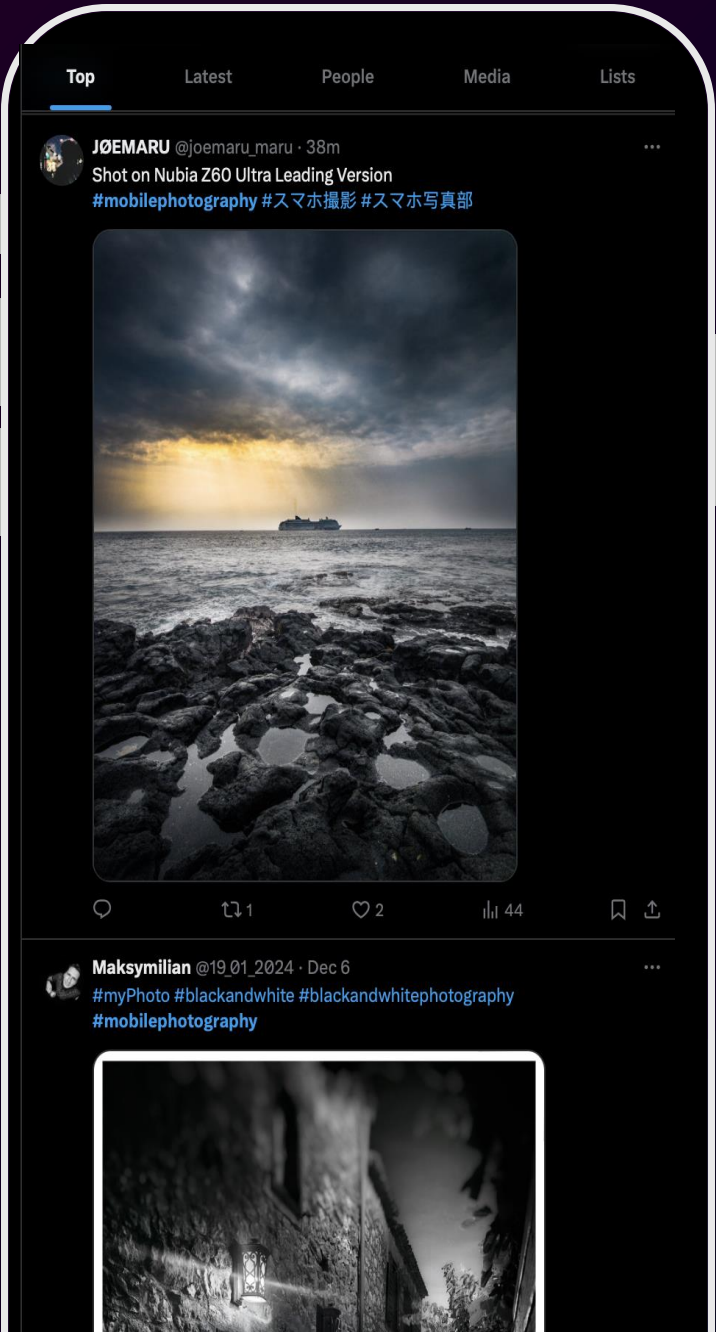 Top Latest People Media Lists
JØEMARU @joemaru_maru · 38m
Shot on Nubia Z60 Ultra Leading Version
#mobilephotography #スマホ撮影 #スマホ写真部
1 2 44
Maksymilian @19_01_2024 · Dec 6
#myPhoto #blackandwhite #blackandwhitephotography
#mobilephotography